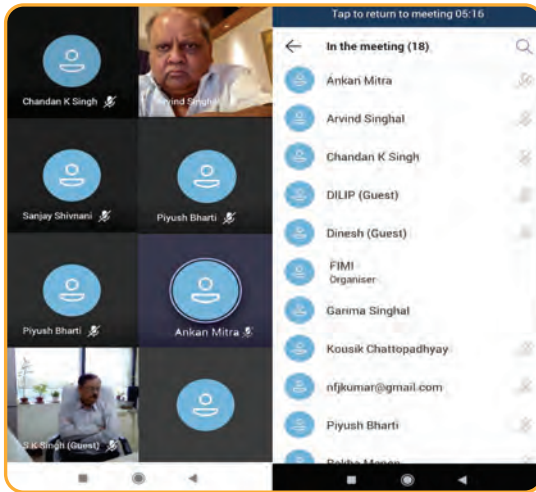 Chandan K Singh
Arvind Singhal
Sanjay Shivnani
Piyush Bharti
Piyush Bharti
Ankan Mitra
S K Singh (Guest)
Tap to return to meeting 05:16
In the meeting (18)
Ankan Mitra
Arvind Singhal
Chandan K Singh
DILIP (Guest)
Dinesh (Guest)
FIMI
Organiser
Garima Singhal
Kousik Chattopadhyay
nfjkumar@gmail.com
Piyush Bharti